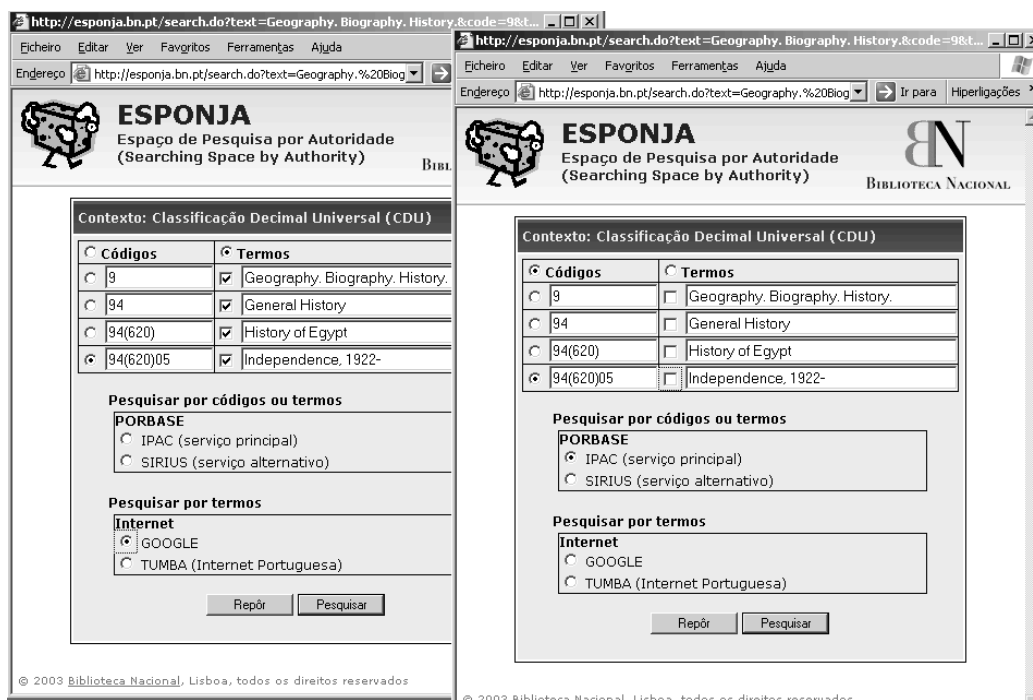 http://esponja.bn.pt/search.do?text=Geography. Biography. History.&code=9&t...
Ficheiro Editar Ver Favoritos Ferramentas Ajuda
Endereço http://esponja.bn.pt/search.do?text=Geography.%20Biog
ESPONJA
Espaço de Pesquisa por Autoridade
(Searching Space by Authority)
BIBL
Contexto: Classificação Decimal Universal (CDU)
Códigos Termos
9 Geography. Biography. History.
94 General History
94(620) History of Egypt
94(620)05 Independence, 1922-
Pesquisar por códigos ou termos
PORBASE
IPAC (serviço principal)
SIRIUS (serviço alternativo)
Pesquisar por termos
Internet
GOOGLE
TUMBA (Internet Portuguesa)
Repôr Pesquisar
© 2003 Biblioteca Nacional, Lisboa, todos os direitos reservados
http://esponja.bn.pt/search.do?text=Geography. Biography. History.&code=9&t...
Ficheiro Editar Ver Favoritos Ferramentas Ajuda
Endereço http://esponja.bn.pt/search.do?text=Geography.%20Biog Ir para Hiperligações
ESPONJA
Espaço de Pesquisa por Autoridade
(Searching Space by Authority)
BN
BIBLIOTECA NACIONAL
Contexto: Classificação Decimal Universal (CDU)
Códigos Termos
9 Geography. Biography. History.
94 General History
94(620) History of Egypt
94(620)05 Independence, 1922-
Pesquisar por códigos ou termos
PORBASE
IPAC (serviço principal)
SIRIUS (serviço alternativo)
Pesquisar por termos
Internet
GOOGLE
TUMBA (Internet Portuguesa)
Repôr Pesquisar
© 2003 Biblioteca Nacional, Lisboa, todos os direitos reservados